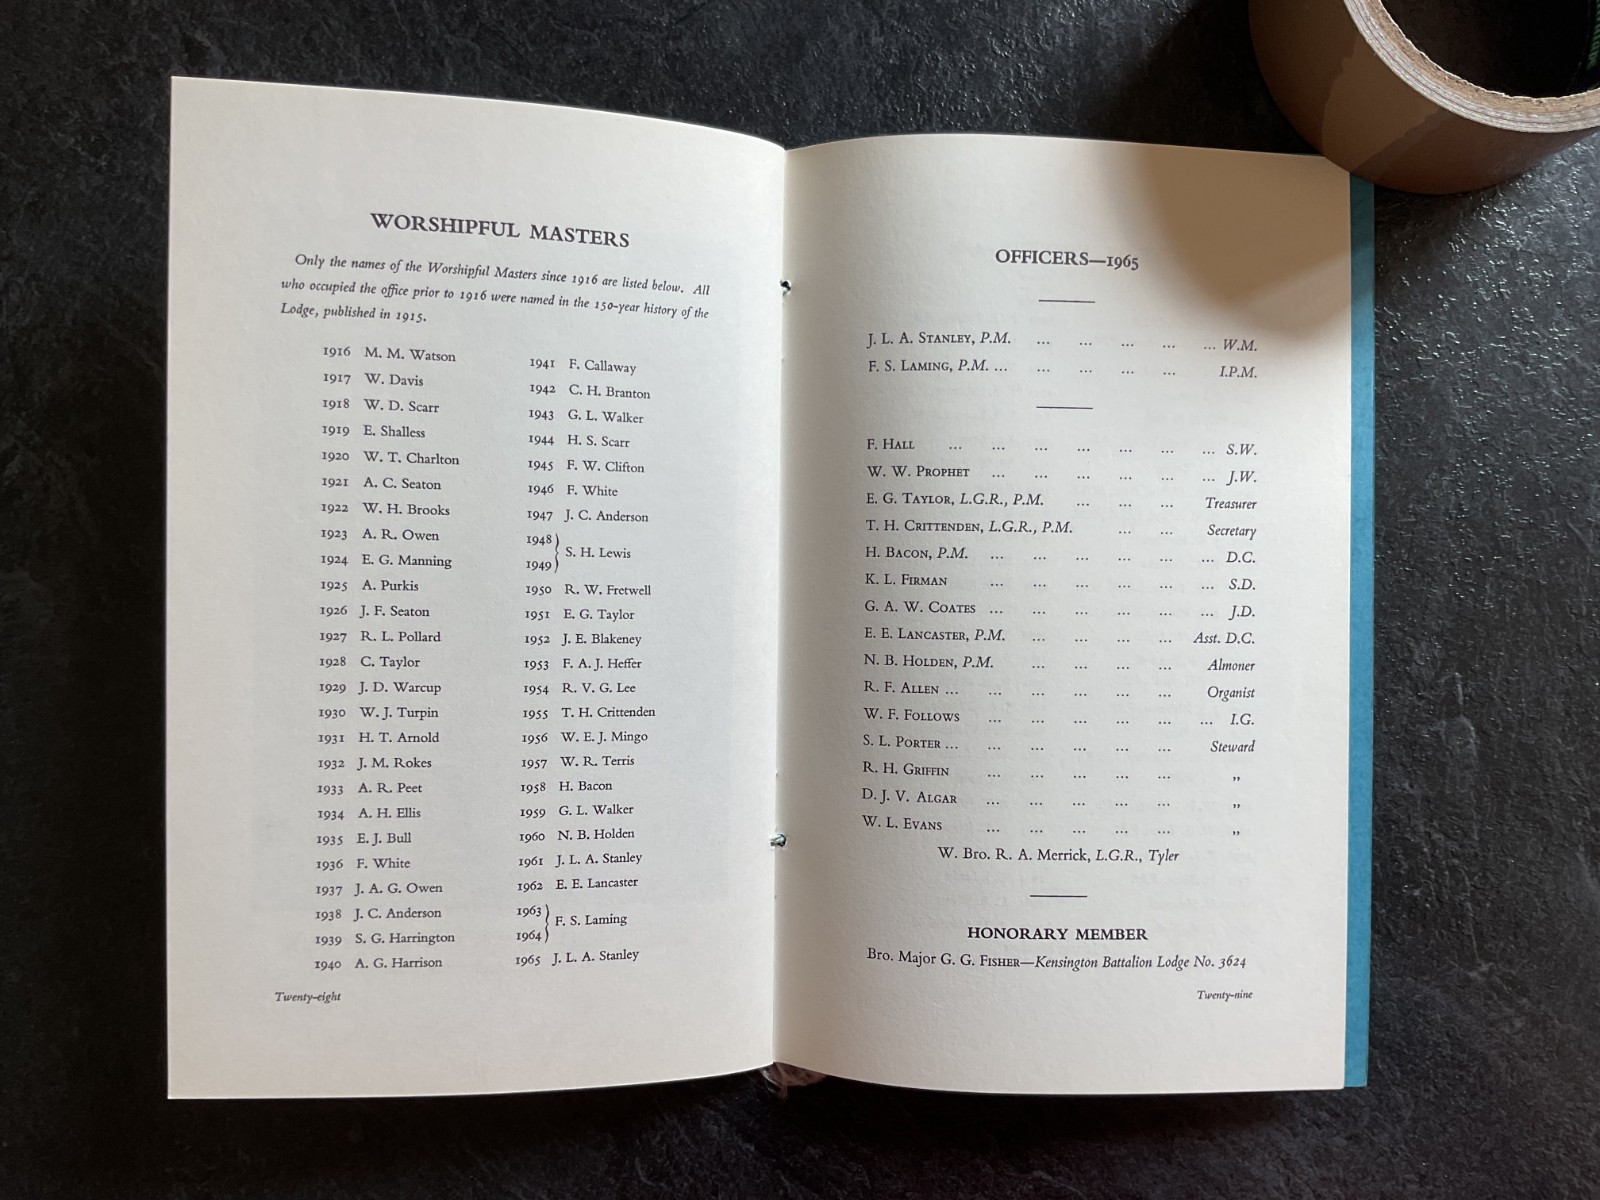 WORSHIPFUL MASTERS
Only the names of the Worshipful Masters since 1916 are listed below. All
who occupied the office prior to 1916 were named in the 150-year history of the
Lodge, published in 1915.
1916 M. M. Watson
1917 W. Davis
1918 W. D. Scarr
1919 E. Shalless
1920 W. T. Charlton
1921 A. C. Seaton
1922 W. H. Brooks
1923 A. R. Owen
1924 E. G. Manning
1925 A. Purkis
1926 J. F. Seaton
1927 R. L. Pollard
1928 C. Taylor
1929 J. D. Warcup
1930 W. J. Turpin
1931 H. T. Arnold
1932 J. M. Rokes
1933 A. R. Peet
1934 A. H. Ellis
1935 E. J. Bull
1936 F. White
1937 J. A. G. Owen
1938 J. C. Anderson
1939 S. G. Harrington
1940 A. G. Harrison
1941 F. Callaway
1942 C. H. Branton
1943 G. L. Walker
1944 H. S. Scarr
1945 F. W. Clifton
1946 F. White
1947 J. C. Anderson
1948
1949 } S. H. Lewis
1950 R. W. Fretwell
1951 E. G. Taylor
1952 J. E. Blakeney
1953 F. A. J. Heffer
1954 R. V. G. Lee
1955 T. H. Crittenden
1956 W. E. J. Mingo
1957 W. R. Terris
1958 H. Bacon
1959 G. L. Walker
1960 N. B. Holden
1961 J. L. A. Stanley
1962 E. E. Lancaster
1963
1964 } F. S. Laming
1965 J. L. A. Stanley
Twenty-eight
OFFICERS—1965
J. L. A. STANLEY, P.M. ... ... ... ... ... W.M.
F. S. LAMING, P.M. ... ... ... ... ... I.P.M.
F. HALL ... ... ... ... ... ... ... S.W.
W. W. PROPHET ... ... ... ... ... ... J.W.
E. G. TAYLOR, L.G.R., P.M. ... ... ... Treasurer
T. H. CRITTENDEN, L.G.R., P.M. ... ... Secretary
H. BACON, P.M. ... ... ... ... ... ... D.C.
K. L. FIRMAN ... ... ... ... ... ... S.D.
G. A. W. COATES ... ... ... ... ... ... J.D.
E. E. LANCASTER, P.M. ... ... ... ... Asst. D.C.
N. B. HOLDEN, P.M. ... ... ... ... Almoner
R. F. ALLEN ... ... ... ... ... ... Organist
W. F. FOLLOWS ... ... ... ... ... ... I.G.
S. L. PORTER ... ... ... ... ... ... Steward
R. H. GRIFFIN ... ... ... ... ... ,,
D. J. V. ALGAR ... ... ... ... ... ,,
W. L. EVANS ... ... ... ... ... ,,
W. Bro. R. A. Merrick, L.G.R., Tyler
HONORARY MEMBER
Bro. Major G. G. FISHER—Kensington Battalion Lodge No. 3624
Twenty-nine